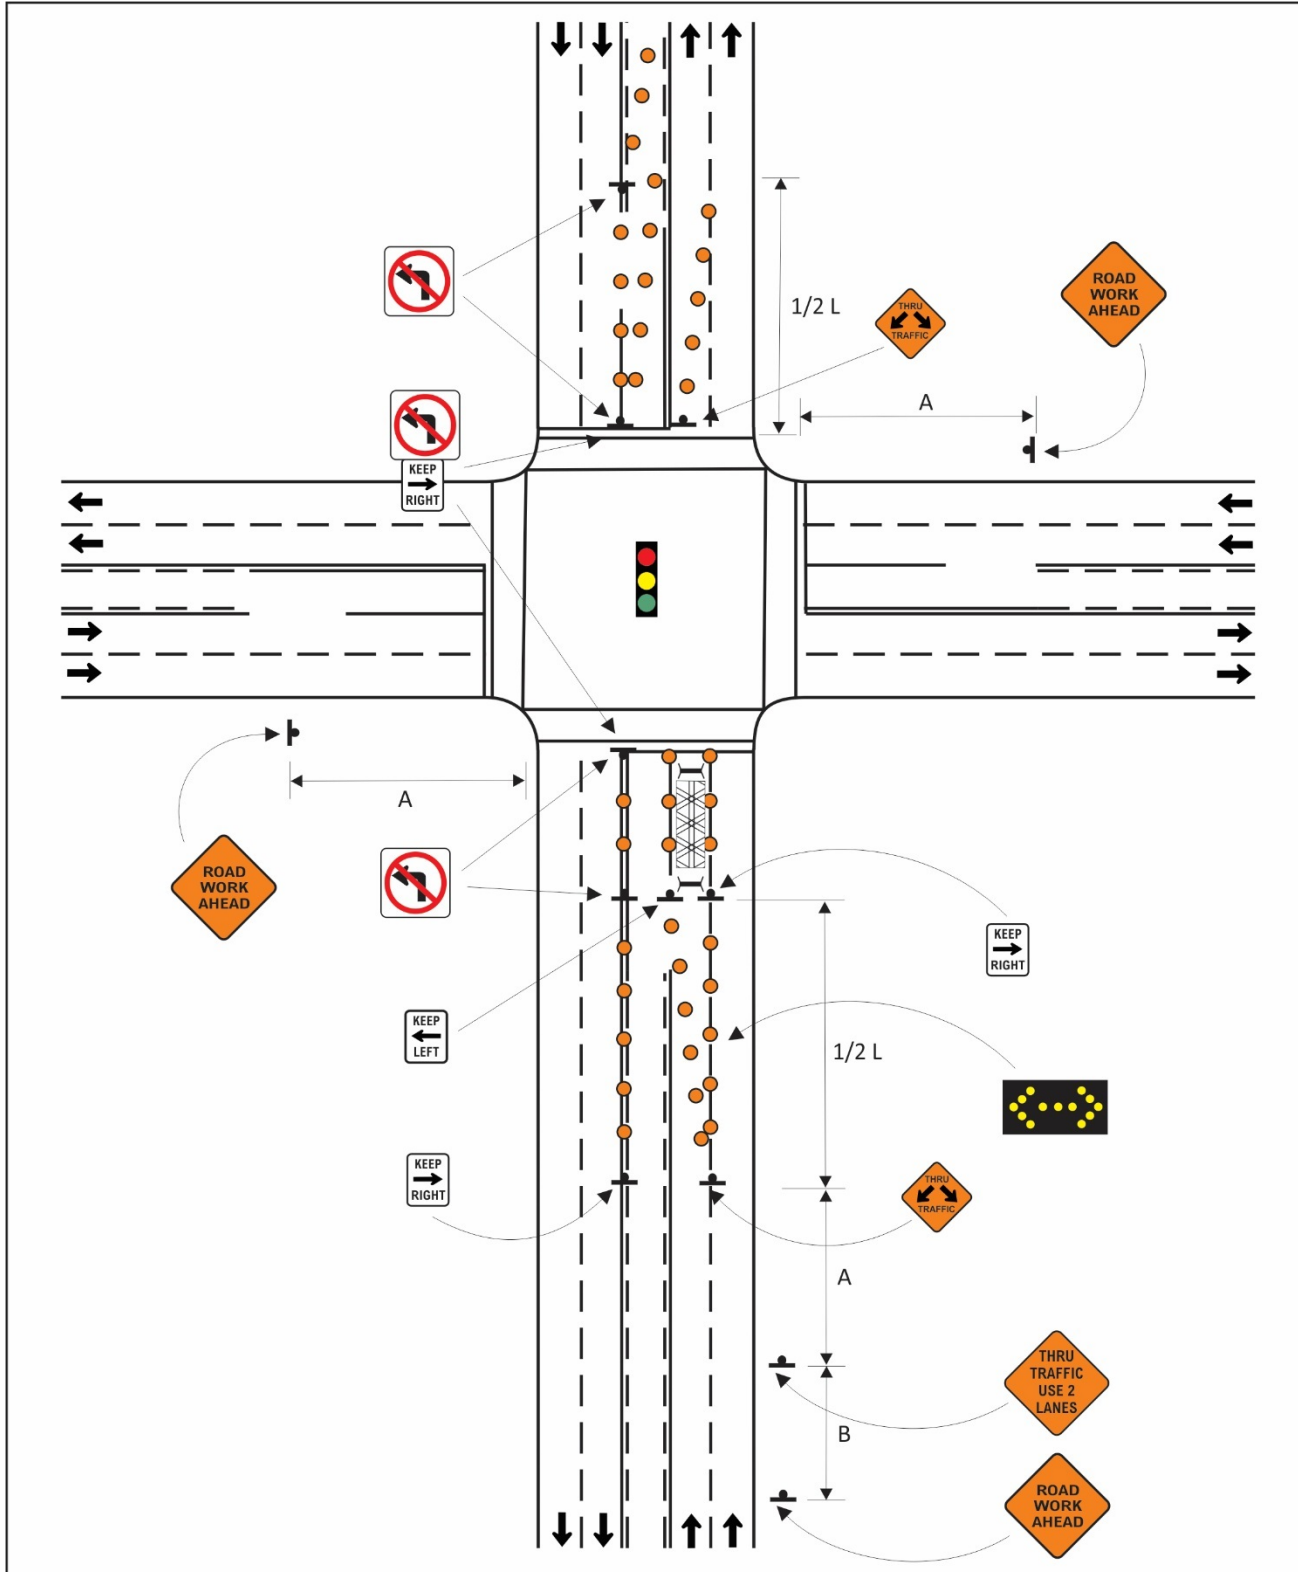 ROAD
WORK
AHEAD
1/2 L
THRU
TRAFFIC
A
KEEP
RIGHT
A
ROAD
WORK
AHEAD
KEEP
RIGHT
KEEP
LEFT
1/2 L
KEEP
RIGHT
THRU
TRAFFIC
A
THRU
TRAFFIC
USE 2
LANES
B
ROAD
WORK
AHEAD